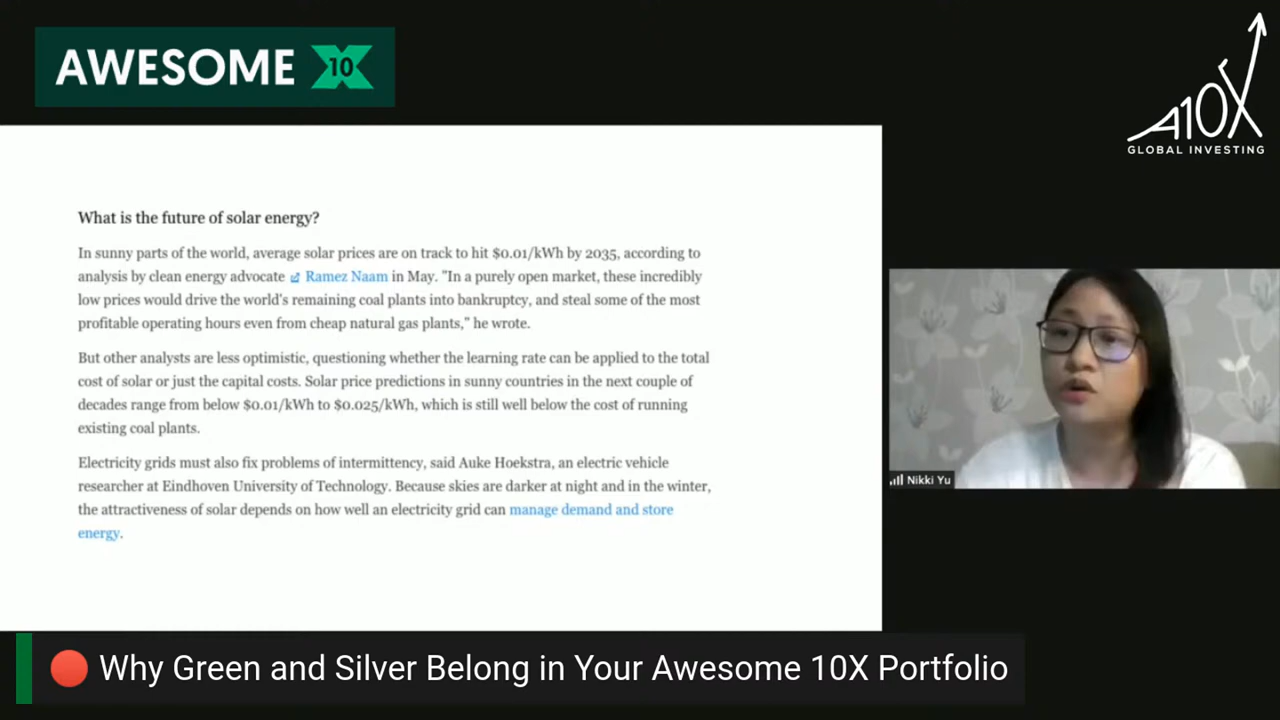 AWESOME 10X
A10X
GLOBAL INVESTING
What is the future of solar energy?
In sunny parts of the world, average solar prices are on track to hit $0.01/kWh by 2035, according to
analysis by clean energy advocate Ramez Naam in May. "In a purely open market, these incredibly
low prices would drive the world's remaining coal plants into bankruptcy, and steal some of the most
profitable operating hours even from cheap natural gas plants," he wrote.
But other analysts are less optimistic, questioning whether the learning rate can be applied to the total
cost of solar or just the capital costs. Solar price predictions in sunny countries in the next couple of
decades range from below $0.01/kWh to $0.025/kWh, which is still well below the cost of running
existing coal plants.
Electricity grids must also fix problems of intermittency, said Auke Hoekstra, an electric vehicle
researcher at Eindhoven University of Technology. Because skies are darker at night and in the winter,
the attractiveness of solar depends on how well an electricity grid can manage demand and store
energy.
Nikki Yu
Why Green and Silver Belong in Your Awesome 10X Portfolio